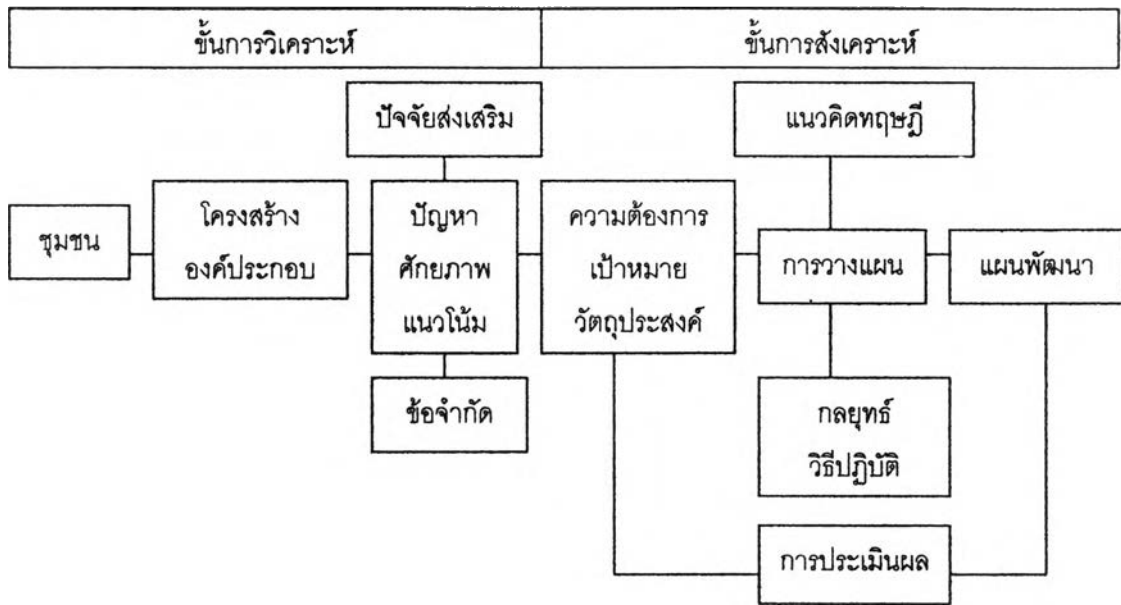 ขั้นการวิเคราะห์
ขั้นการสังเคราะห์
ปัจจัยส่งเสริม
แนวคิดทฤษฎี
ชุมชน
โครงสร้าง
องค์ประกอบ
ปัญหา
ศักยภาพ
แนวโน้ม
ความต้องการ
เป้าหมาย
วัตถุประสงค์
การวางแผน
แผนพัฒนา
ข้อจำกัด
กลยุทธ์
วิธีปฏิบัติ
การประเมินผล